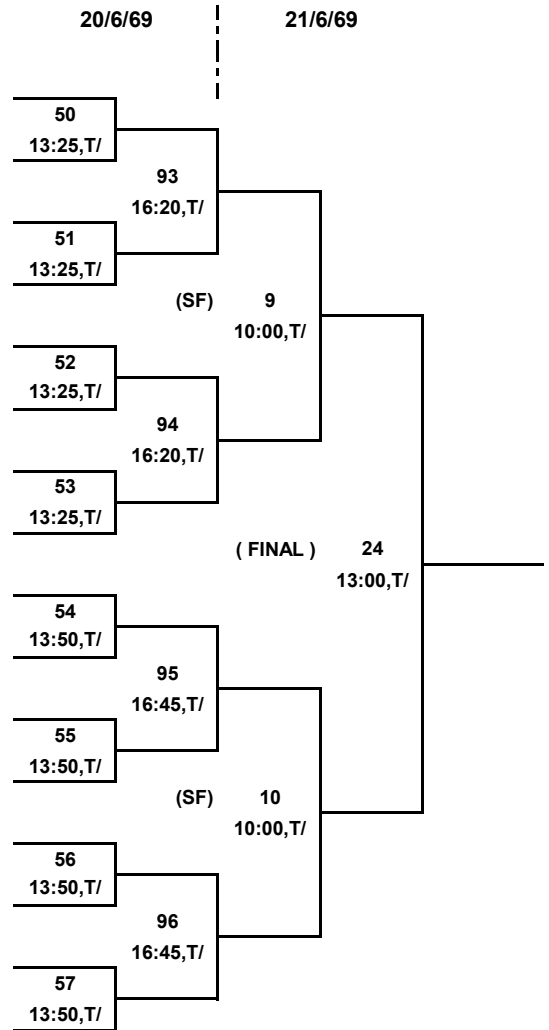 20/6/69 21/6/69
50
13:25,T/
93
16:20,T/
51
13:25,T/
(SF) 9
10:00,T/
52
13:25,T/
94
16:20,T/
53
13:25,T/
( FINAL ) 24
13:00,T/
54
13:50,T/
95
16:45,T/
55
13:50,T/
(SF) 10
10:00,T/
56
13:50,T/
96
16:45,T/
57
13:50,T/